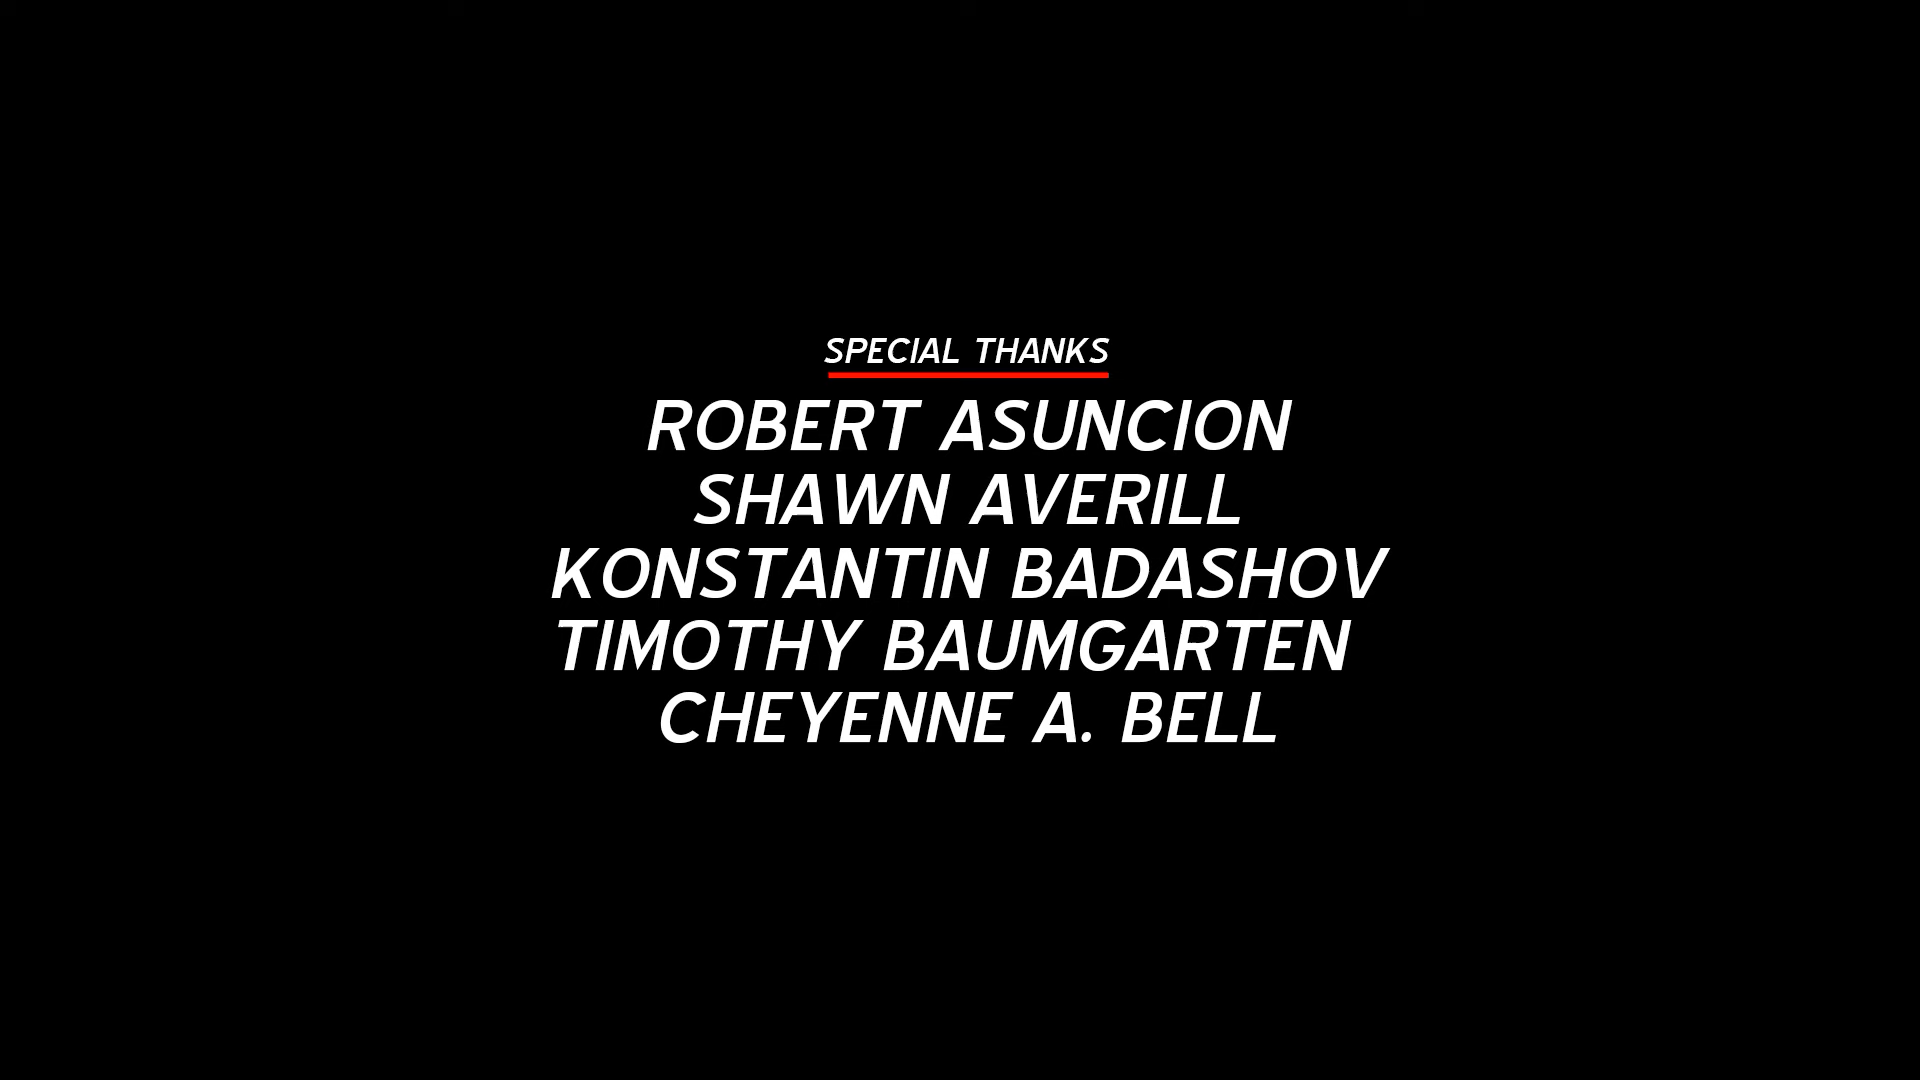 SPECIAL THANKS
ROBERT ASUNCION
SHAWN AVERILL
KONSTANTIN BADASHOV
TIMOTHY BAUMGARTEN
CHEYENNE A. BELL